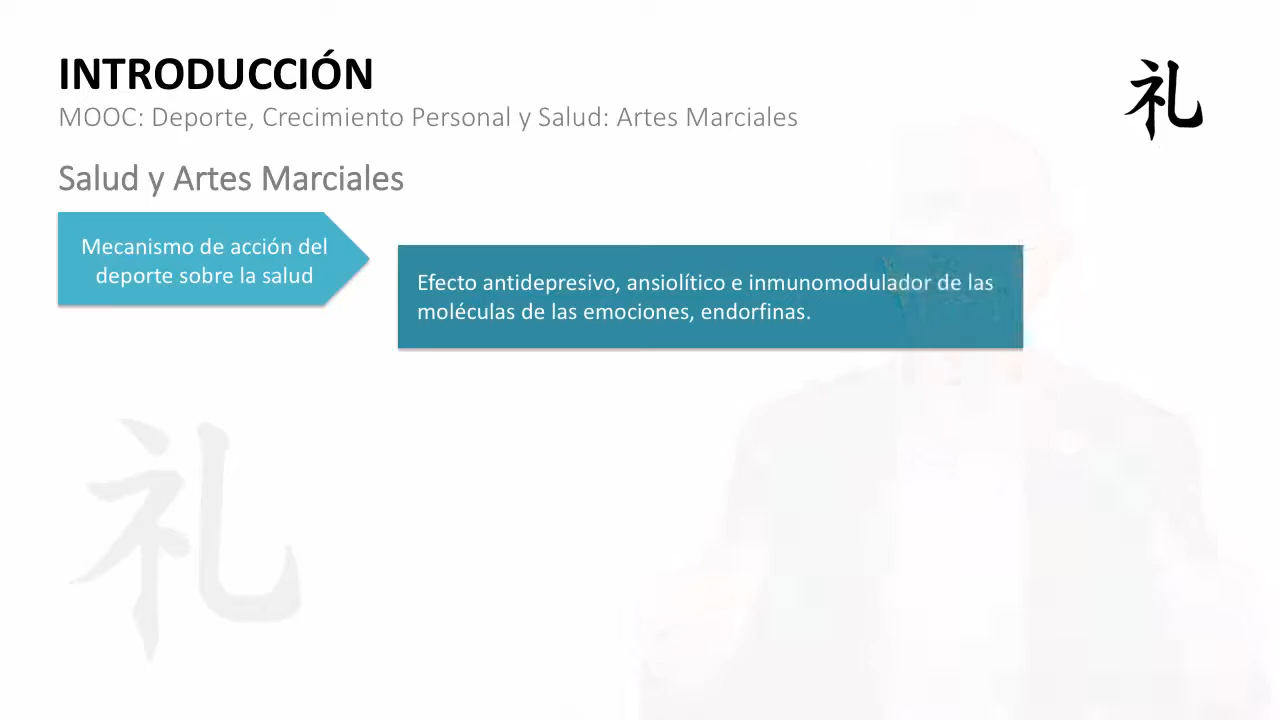 INTRODUCCIÓN
礼
MOOC: Deporte, Crecimiento Personal y Salud: Artes Marciales
Salud y Artes Marciales
Mecanismo de acción del
deporte sobre la salud
Efecto antidepresivo, ansiolítico e inmunomodulador de las
moléculas de las emociones, endorfinas.
礼